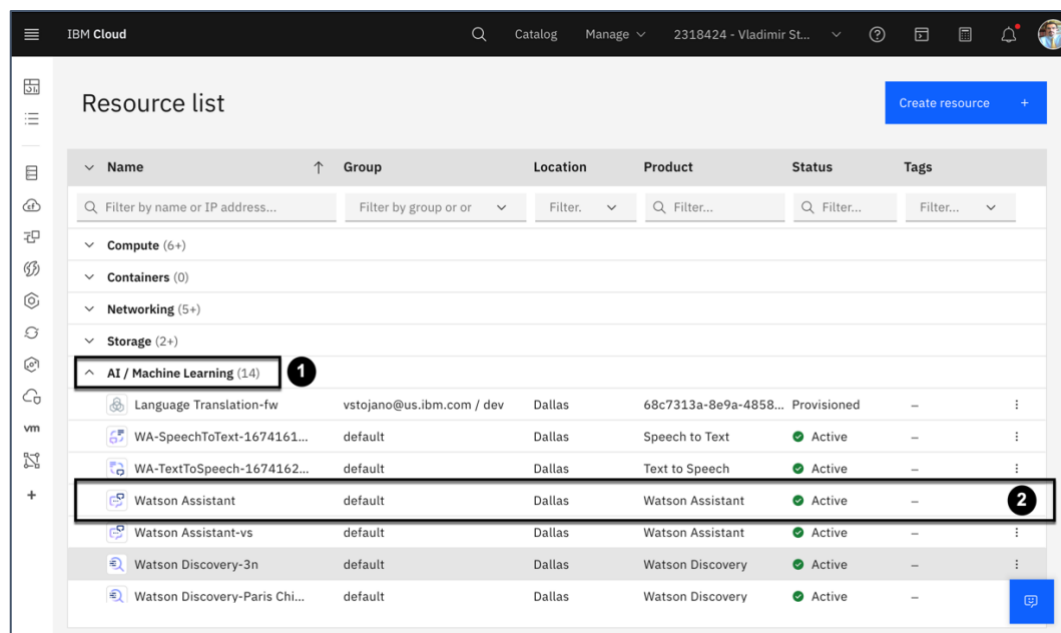 IBM Cloud Catalog Manage 2318424 - Vladimir St...
Resource list
Create resource +
Name Group Location Product Status Tags
Filter by name or IP address... Filter by group or or Filter. Filter... Filter... Filter...
Compute (6+)
Containers (0)
Networking (5+)
Storage (2+)
AI / Machine Learning (14) 1
Language Translation-fw vstojano@us.ibm.com / dev Dallas 68c7313a-8e9a-4858... Provisioned –
WA-SpeechToText-1674161... default Dallas Speech to Text Active –
WA-TextToSpeech-1674162... default Dallas Text to Speech Active –
Watson Assistant default Dallas Watson Assistant Active – 2
Watson Assistant-vs default Dallas Watson Assistant Active –
Watson Discovery-3n default Dallas Watson Discovery Active –
Watson Discovery-Paris Chi... default Dallas Watson Discovery Active –
vm